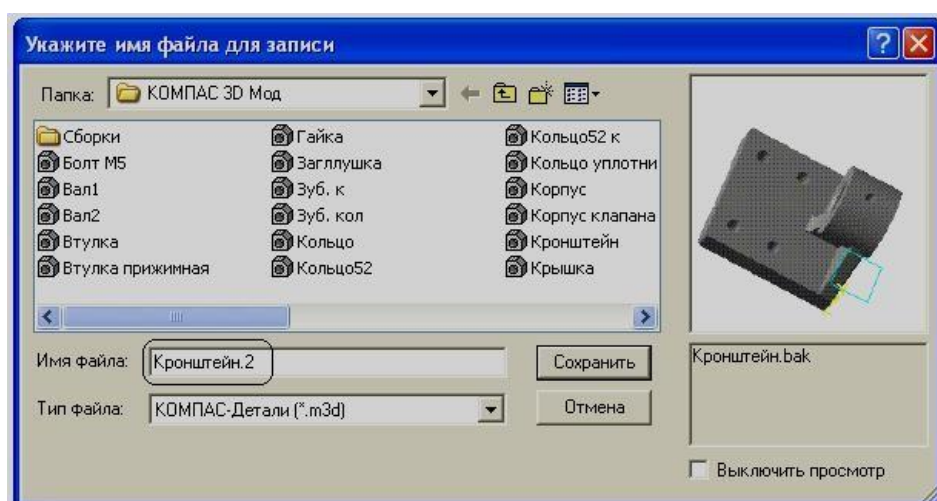 Укажите имя файла для записи
Папка: КОМПАС 3D Мод
Сборки Гайка Кольцо52 к
Болт М5 Загллушка Кольцо уплотни
Вал1 Зуб. к Корпус
Вал2 Зуб. кол Корпус клапана
Втулка Кольцо Кронштейн
Втулка прижимная Кольцо52 Крышка
Имя файла: Кронштейн.2 Сохранить Кронштейн.bak
Тип файла: КОМПАС-Детали (*.m3d) Отмена
Выключить просмотр